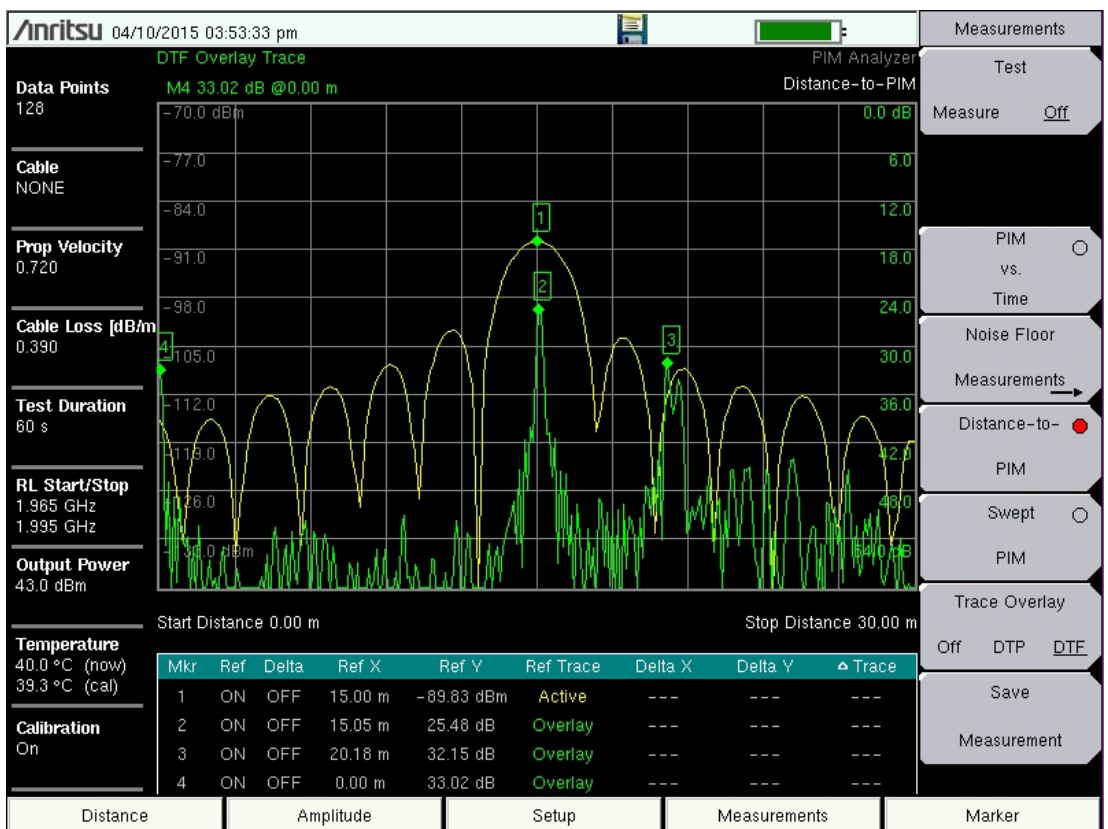 Anritsu 04/10/2015 03:53:33 pm
DTF Overlay Trace
PIM Analyzer
M4 33.02 dB @0.00 m
Distance-to-PIM
Data Points
128
Cable
NONE
Prop Velocity
0.720
Cable Loss [dB/m
0.390
Test Duration
60 s
RL Start/Stop
1.965 GHz
1.995 GHz
Output Power
43.0 dBm
Temperature
40.0 °C (now)
39.3 °C (cal)
Calibration
On
-70.0 dBm 0.0 dB
-77.0 6.0
-84.0 12.0
-91.0 18.0
-98.0 24.0
-105.0 30.0
-112.0 36.0
-119.0 42.0
48.0
54.0 dB
1
2
3
4
Start Distance 0.00 m Stop Distance 30.00 m
Mkr Ref Delta Ref X Ref Y Ref Trace Delta X Delta Y Trace
1 ON OFF 15.00 m -89.83 dBm Active --- --- ---
2 ON OFF 15.05 m 25.48 dB Overlay --- --- ---
3 ON OFF 20.18 m 32.15 dB Overlay --- --- ---
4 ON OFF 0.00 m 33.02 dB Overlay --- --- ---
Measurements
Test
Measure Off
PIM
vs.
Time
Noise Floor
Measurements
Distance-to-
PIM
Swept
PIM
Trace Overlay
Off DTP DTF
Save
Measurement
Distance Amplitude Setup Measurements Marker